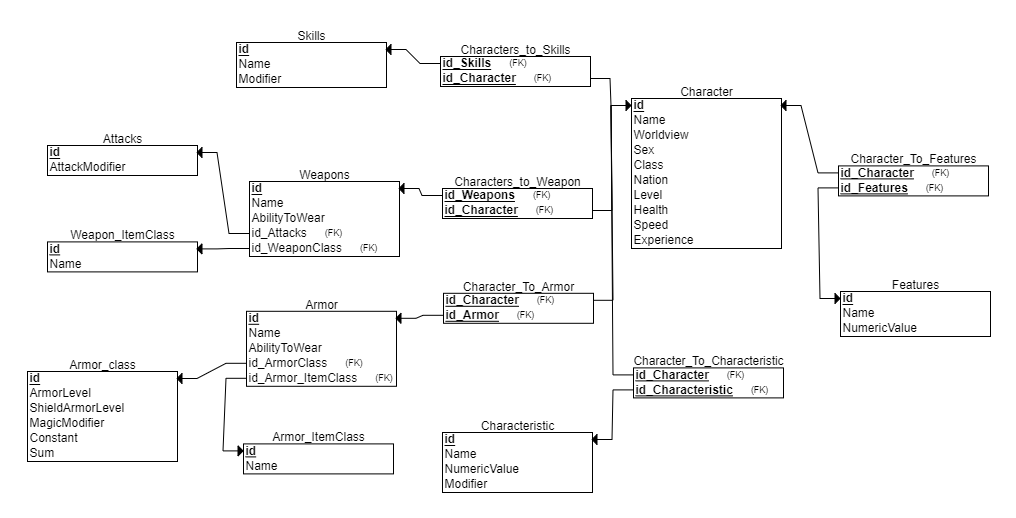 Skills
id
Name
Modifier
Characters_to_Skills
id_Skills (FK)
id_Character (FK)
Character
id
Name
Worldview
Sex
Class
Nation
Level
Health
Speed
Experience
Attacks
id
AttackModifier
Weapons
id
Name
AbilityToWear
id_Attacks (FK)
id_WeaponClass (FK)
Characters_to_Weapon
id_Weapons (FK)
id_Character (FK)
Character_To_Features
id_Character (FK)
id_Features (FK)
Weapon_ItemClass
id
Name
Character_To_Armor
id_Character (FK)
id_Armor (FK)
Features
id
Name
NumericValue
Armor
id
Name
AbilityToWear
id_ArmorClass (FK)
id_Armor_ItemClass (FK)
Armor_class
id
ArmorLevel
ShieldArmorLevel
MagicModifier
Constant
Sum
Character_To_Characteristic
id_Character (FK)
id_Characteristic (FK)
Armor_ItemClass
id
Name
Characteristic
id
Name
NumericValue
Modifier